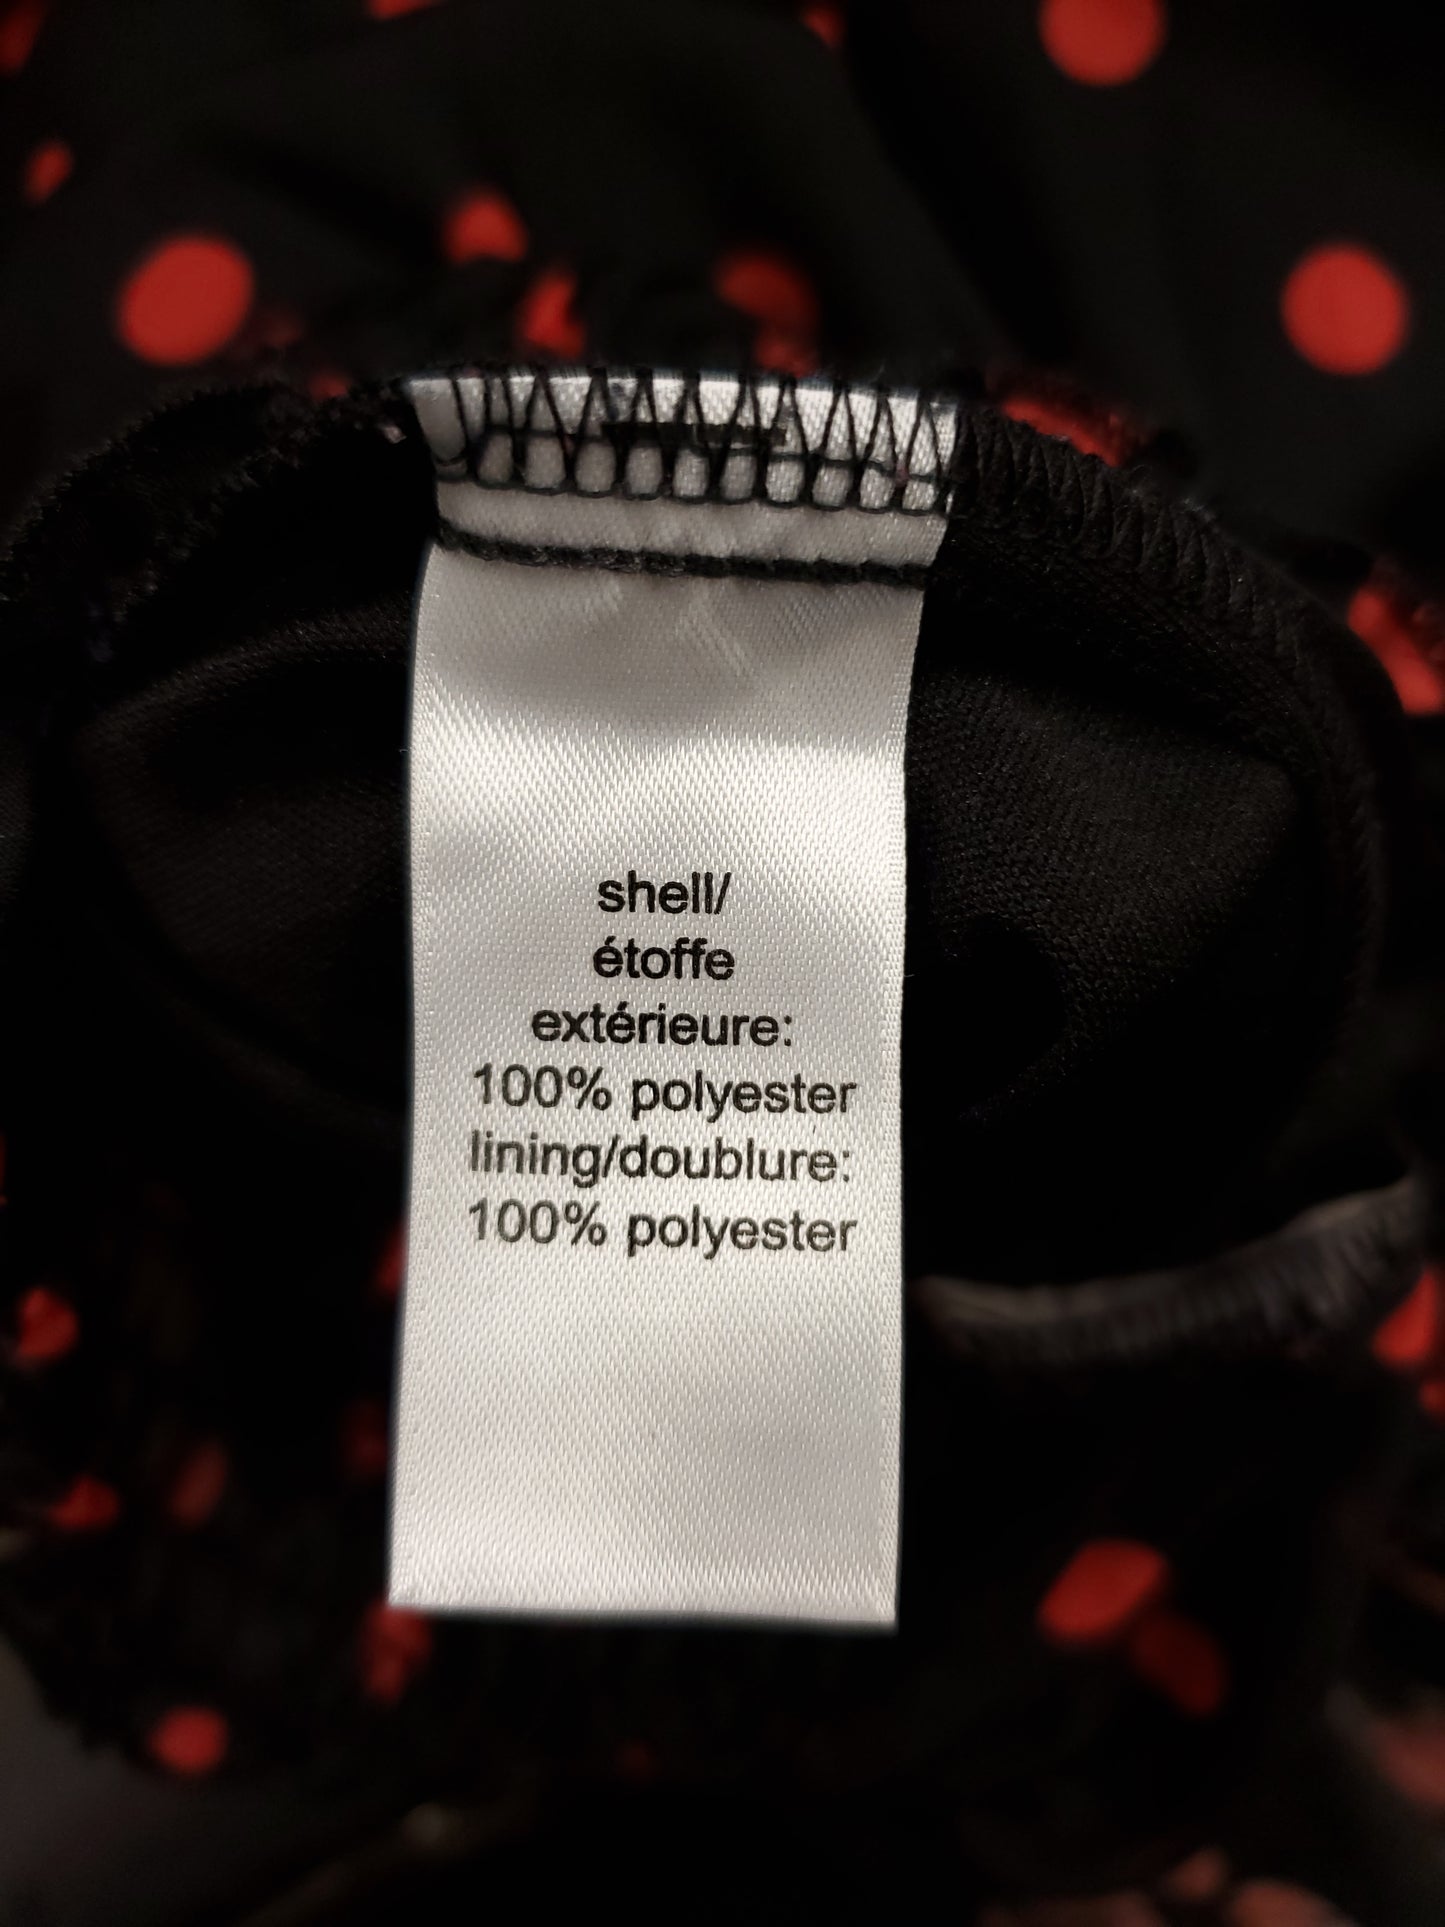 shell/
étoffe
extérieure:
100% polyester
lining/doublure:
100% polyester